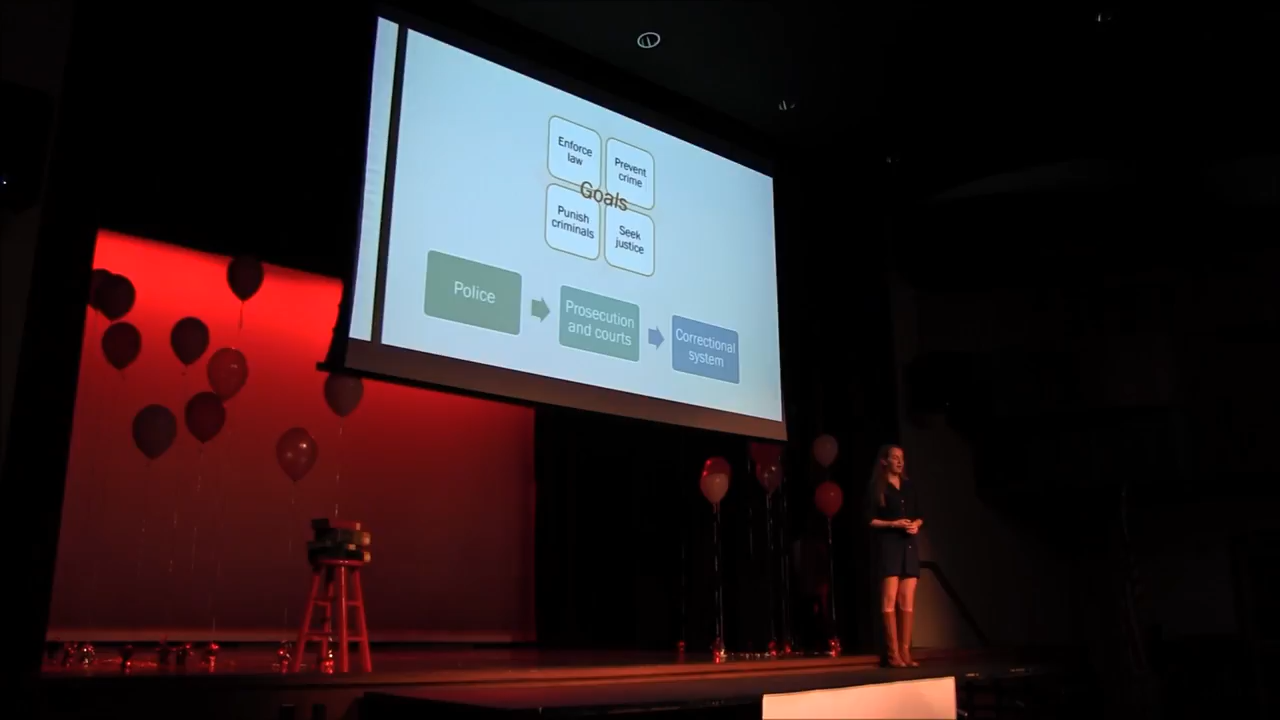 Enforce
law
Prevent
crime
Goals
Punish
criminals
Seek
justice
Police
Prosecution
and courts
Correctional
system